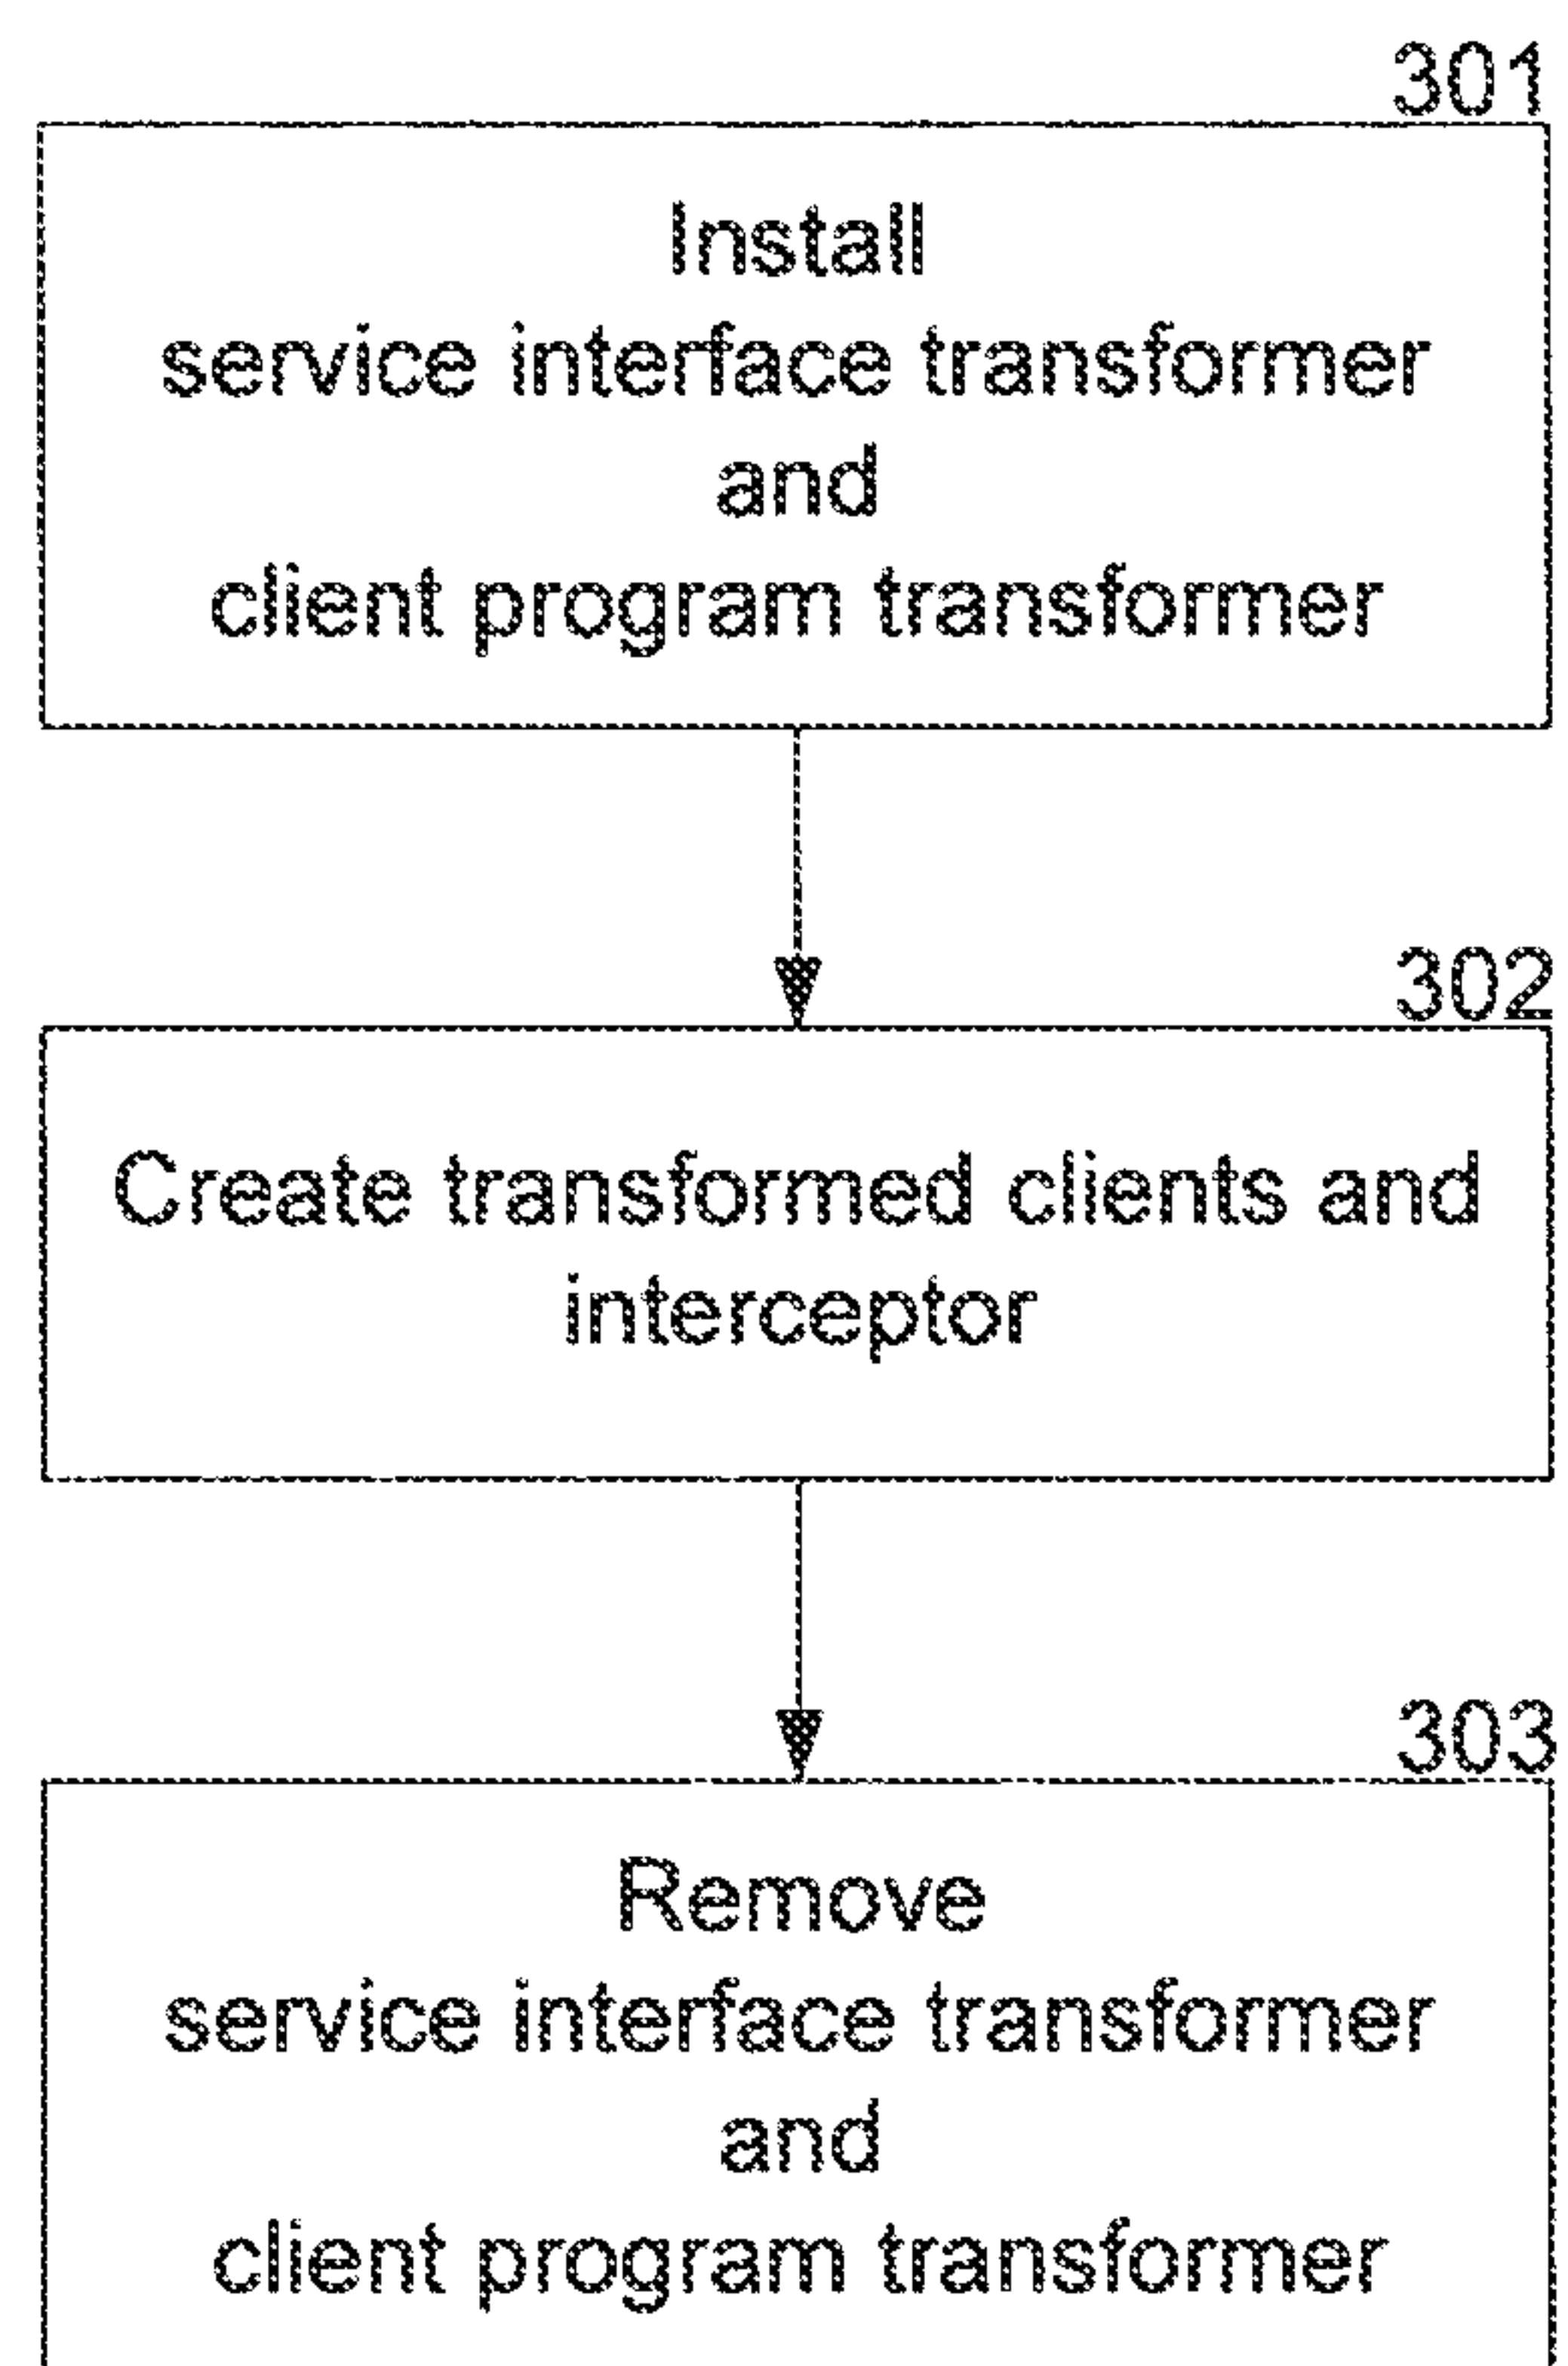 301
Install
service interface transformer
and
client program transformer
302
Create transformed clients and
interceptor
303
Remove
service interface transformer
and
client program transformer